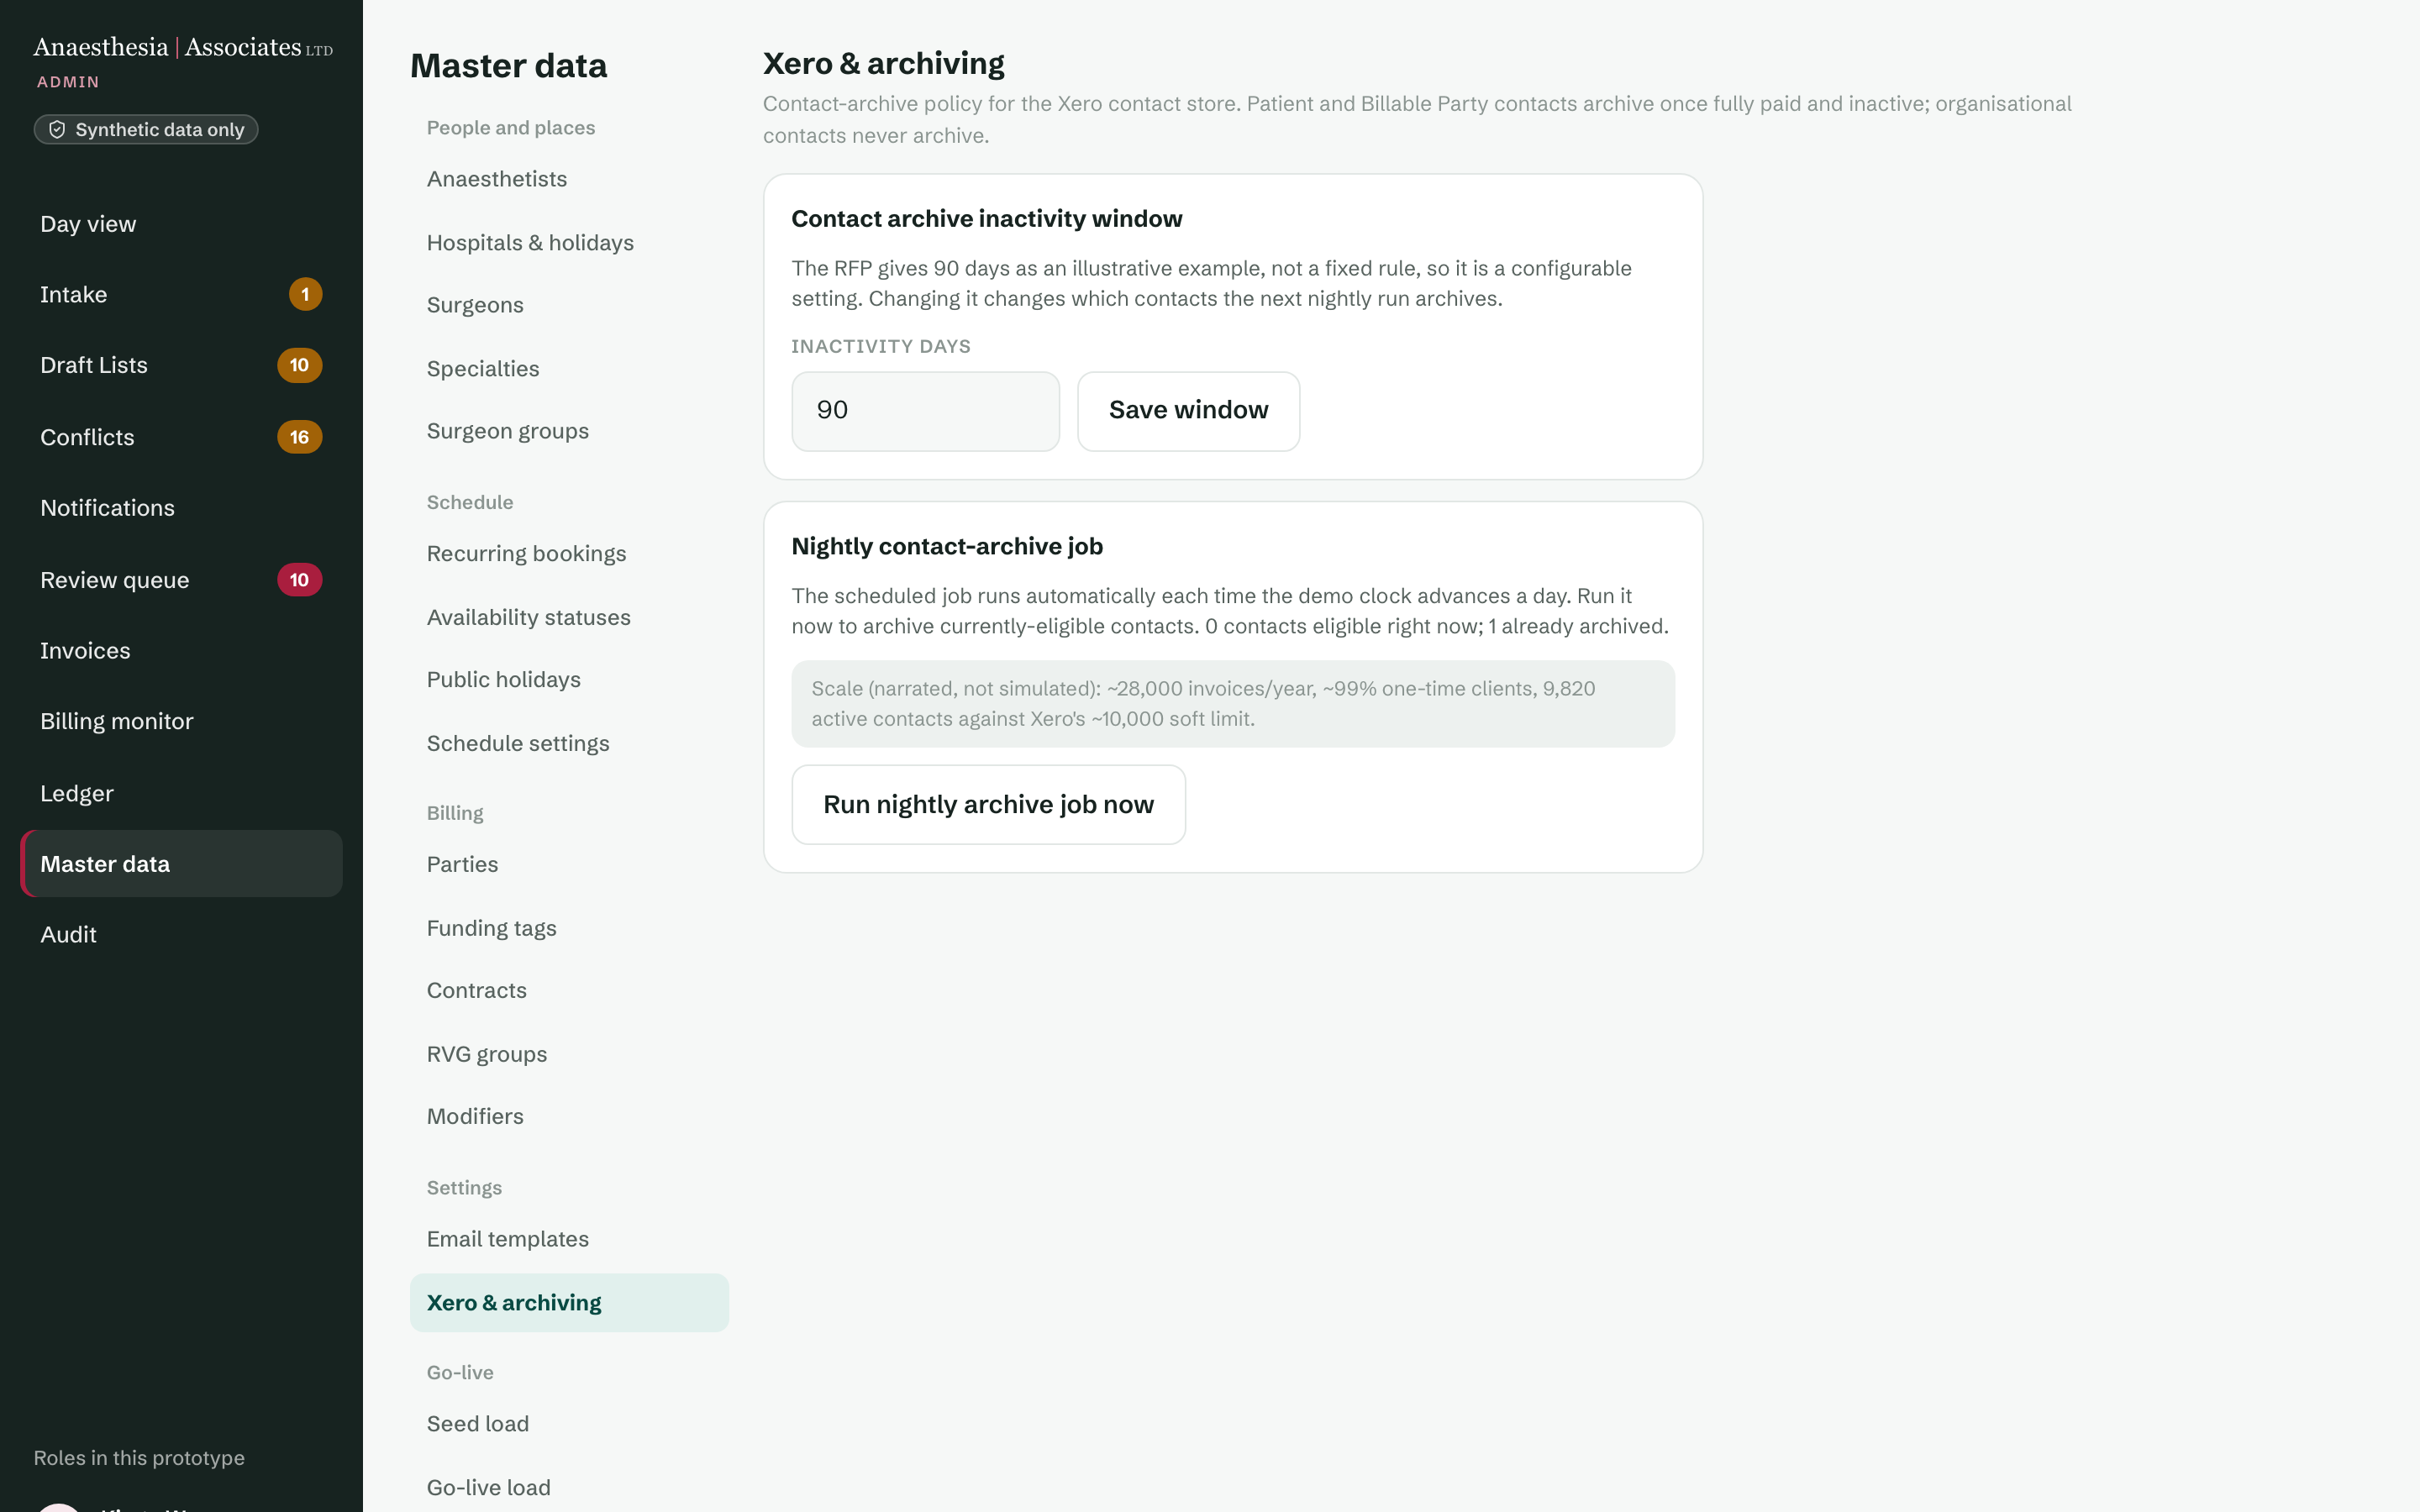 Anaesthesia | Associates LTD
ADMIN
Synthetic data only
Day view
Intake 1
Draft Lists 10
Conflicts 16
Notifications
Review queue 10
Invoices
Billing monitor
Ledger
Master data
Audit
Roles in this prototype
Master data
People and places
Anaesthetists
Hospitals & holidays
Surgeons
Specialties
Surgeon groups
Schedule
Recurring bookings
Availability statuses
Public holidays
Schedule settings
Billing
Parties
Funding tags
Contracts
RVG groups
Modifiers
Settings
Email templates
Xero & archiving
Go-live
Seed load
Go-live load
Xero & archiving
Contact-archive policy for the Xero contact store. Patient and Billable Party contacts archive once fully paid and inactive; organisational
contacts never archive.
Contact archive inactivity window
The RFP gives 90 days as an illustrative example, not a fixed rule, so it is a configurable
setting. Changing it changes which contacts the next nightly run archives.
INACTIVITY DAYS
90
Save window
Nightly contact-archive job
The scheduled job runs automatically each time the demo clock advances a day. Run it
now to archive currently-eligible contacts. 0 contacts eligible right now; 1 already archived.
Scale (narrated, not simulated): ~28,000 invoices/year, ~99% one-time clients, 9,820
active contacts against Xero's ~10,000 soft limit.
Run nightly archive job now